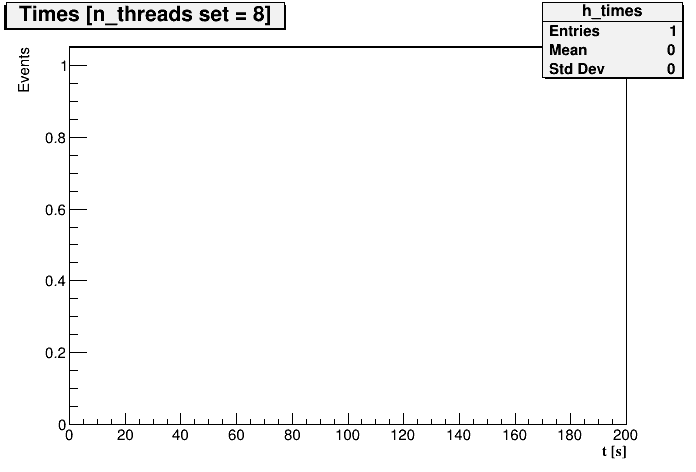 Times [n_threads set = 8]
h_times
Entries 1
Mean 0
Std Dev 0
Events
1
0.8
0.6
0.4
0.2
0
0 20 40 60 80 100 120 140 160 180 200
t [s]